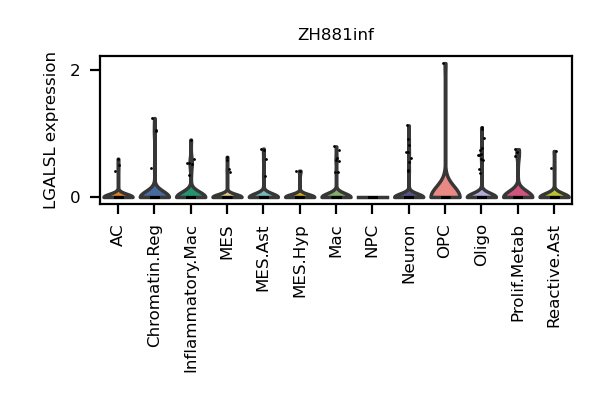 ZH881inf
LGALSL expression
2
0
AC
Chromatin.Reg
Inflammatory.Mac
MES
MES.Ast
MES.Hyp
Mac
NPC
Neuron
OPC
Oligo
Prolif.Metab
Reactive.Ast